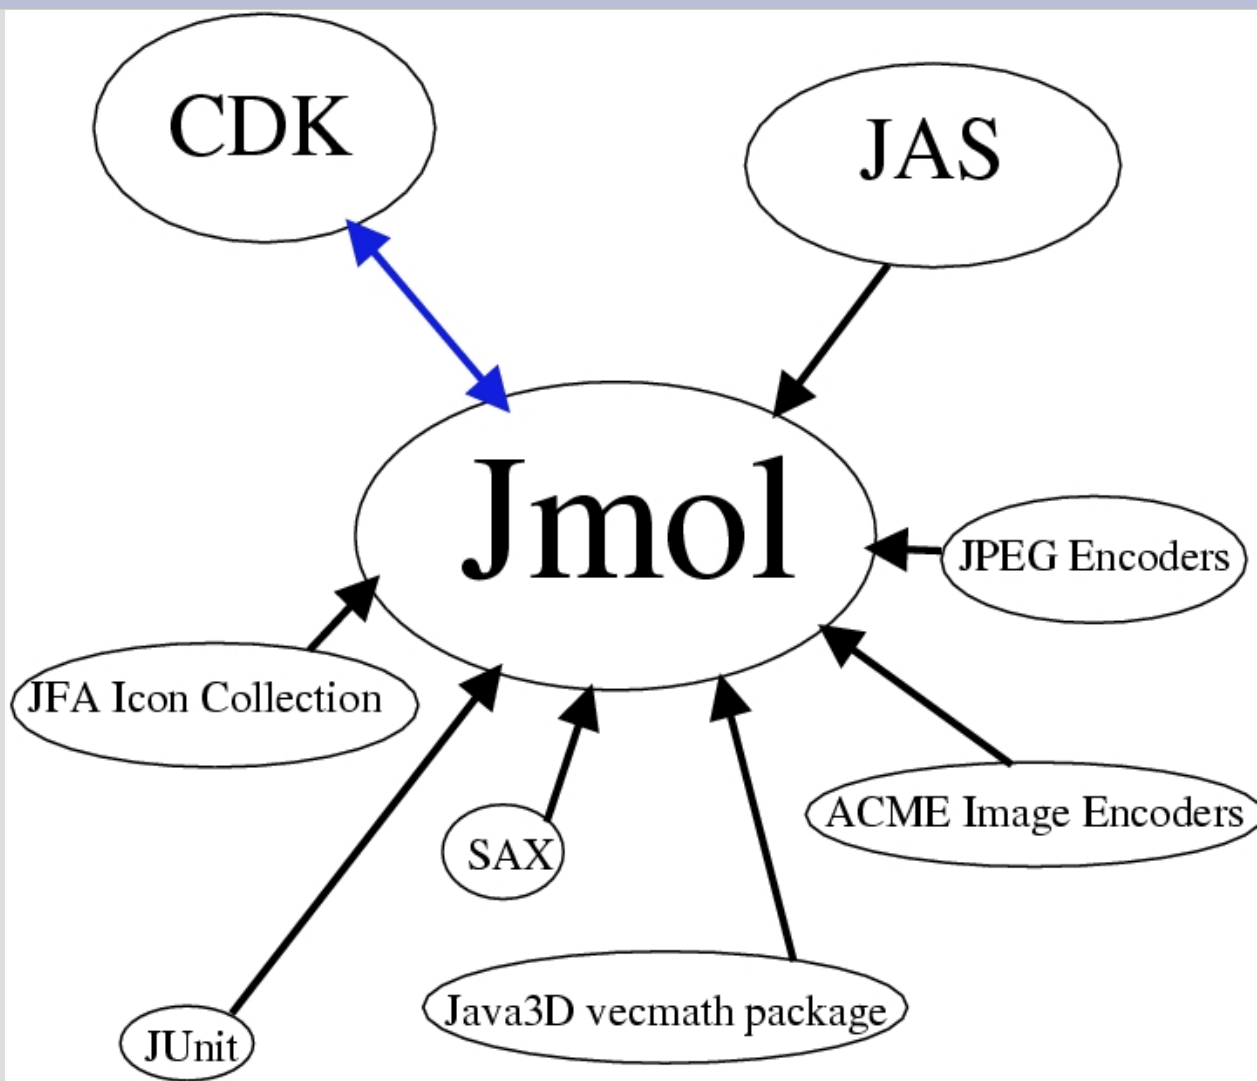 CDK
JAS
Jmol
JPEG Encoders
JFA Icon Collection
ACME Image Encoders
SAX
Java3D vecmath package
JUnit